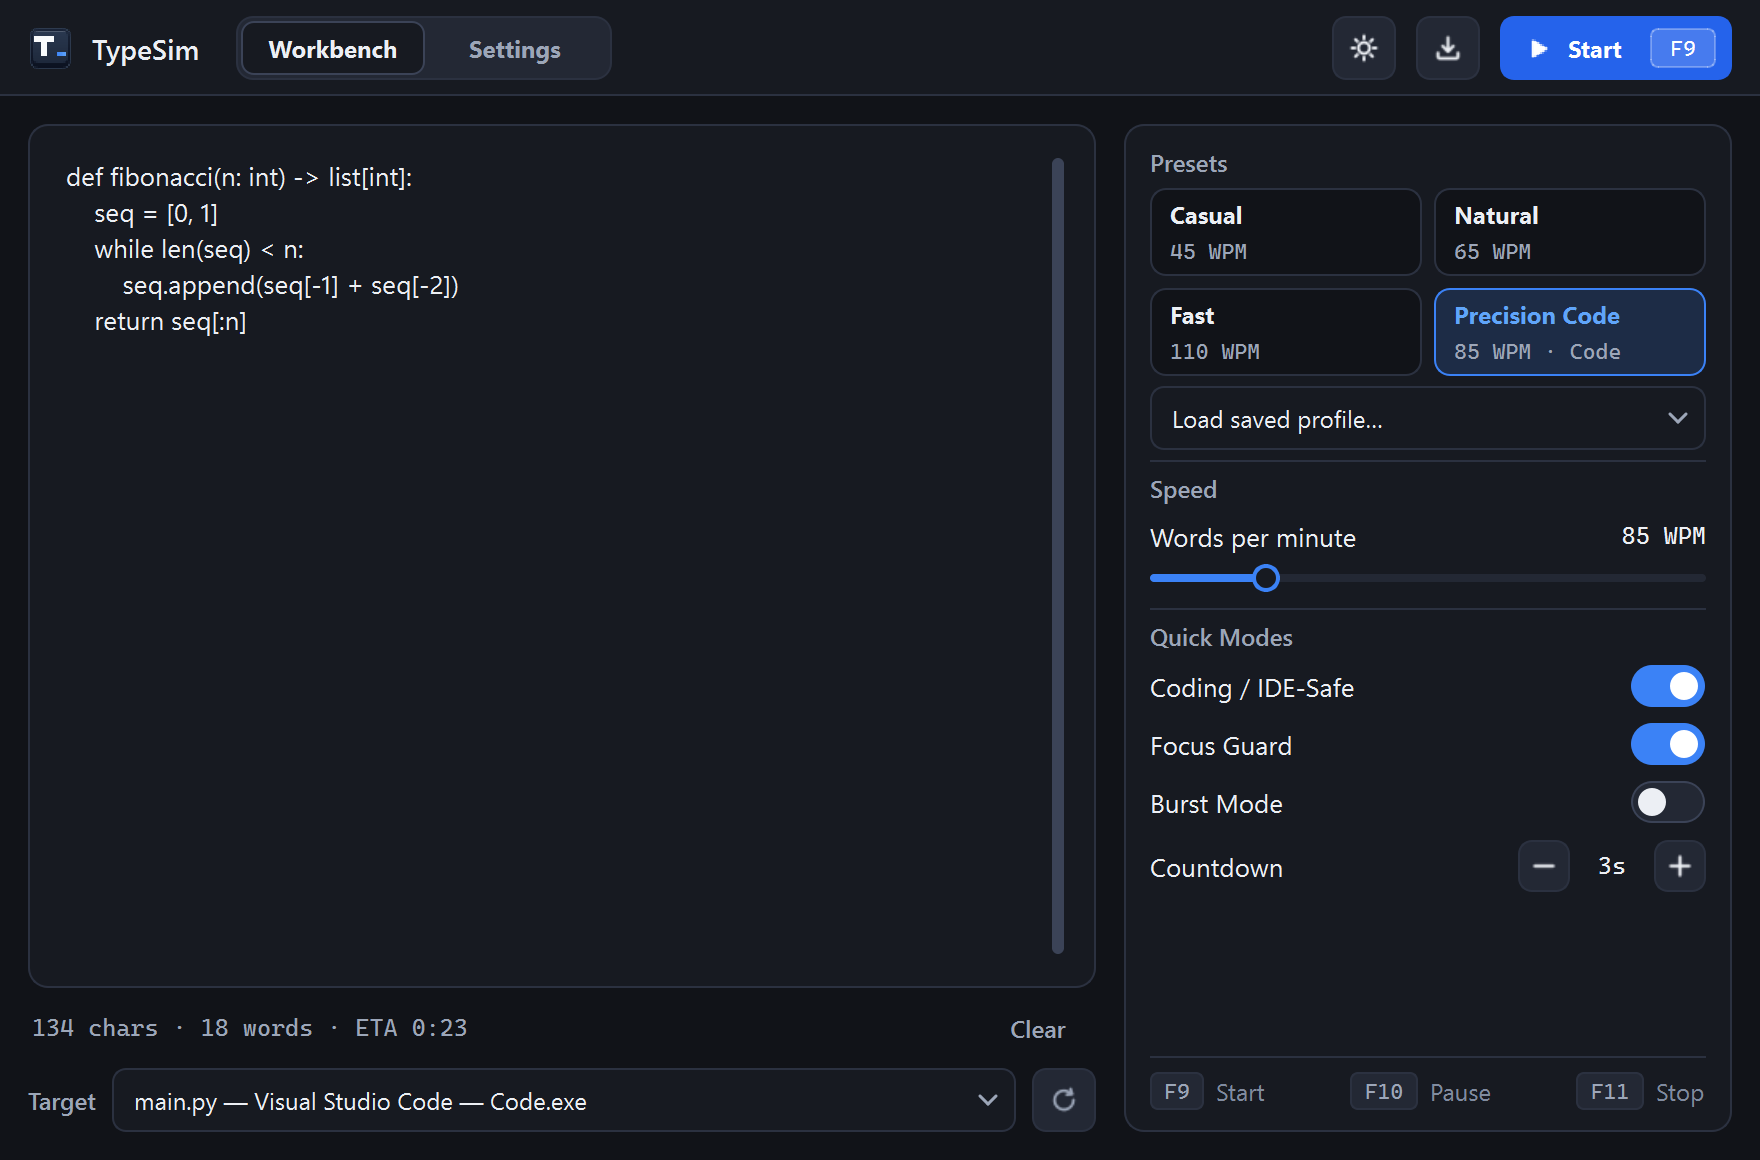 TypeSim
Workbench
Settings
Start F9
def fibonacci(n: int) -> list[int]:
    seq = [0, 1]
    while len(seq) < n:
        seq.append(seq[-1] + seq[-2])
    return seq[:n]
134 chars · 18 words · ETA 0:23
Clear
Target
main.py — Visual Studio Code — Code.exe
Presets
Casual
45 WPM
Natural
65 WPM
Fast
110 WPM
Precision Code
85 WPM · Code
Load saved profile...
Speed
Words per minute
85 WPM
Quick Modes
Coding / IDE-Safe
Focus Guard
Burst Mode
Countdown
3s
F9 Start
F10 Pause
F11 Stop